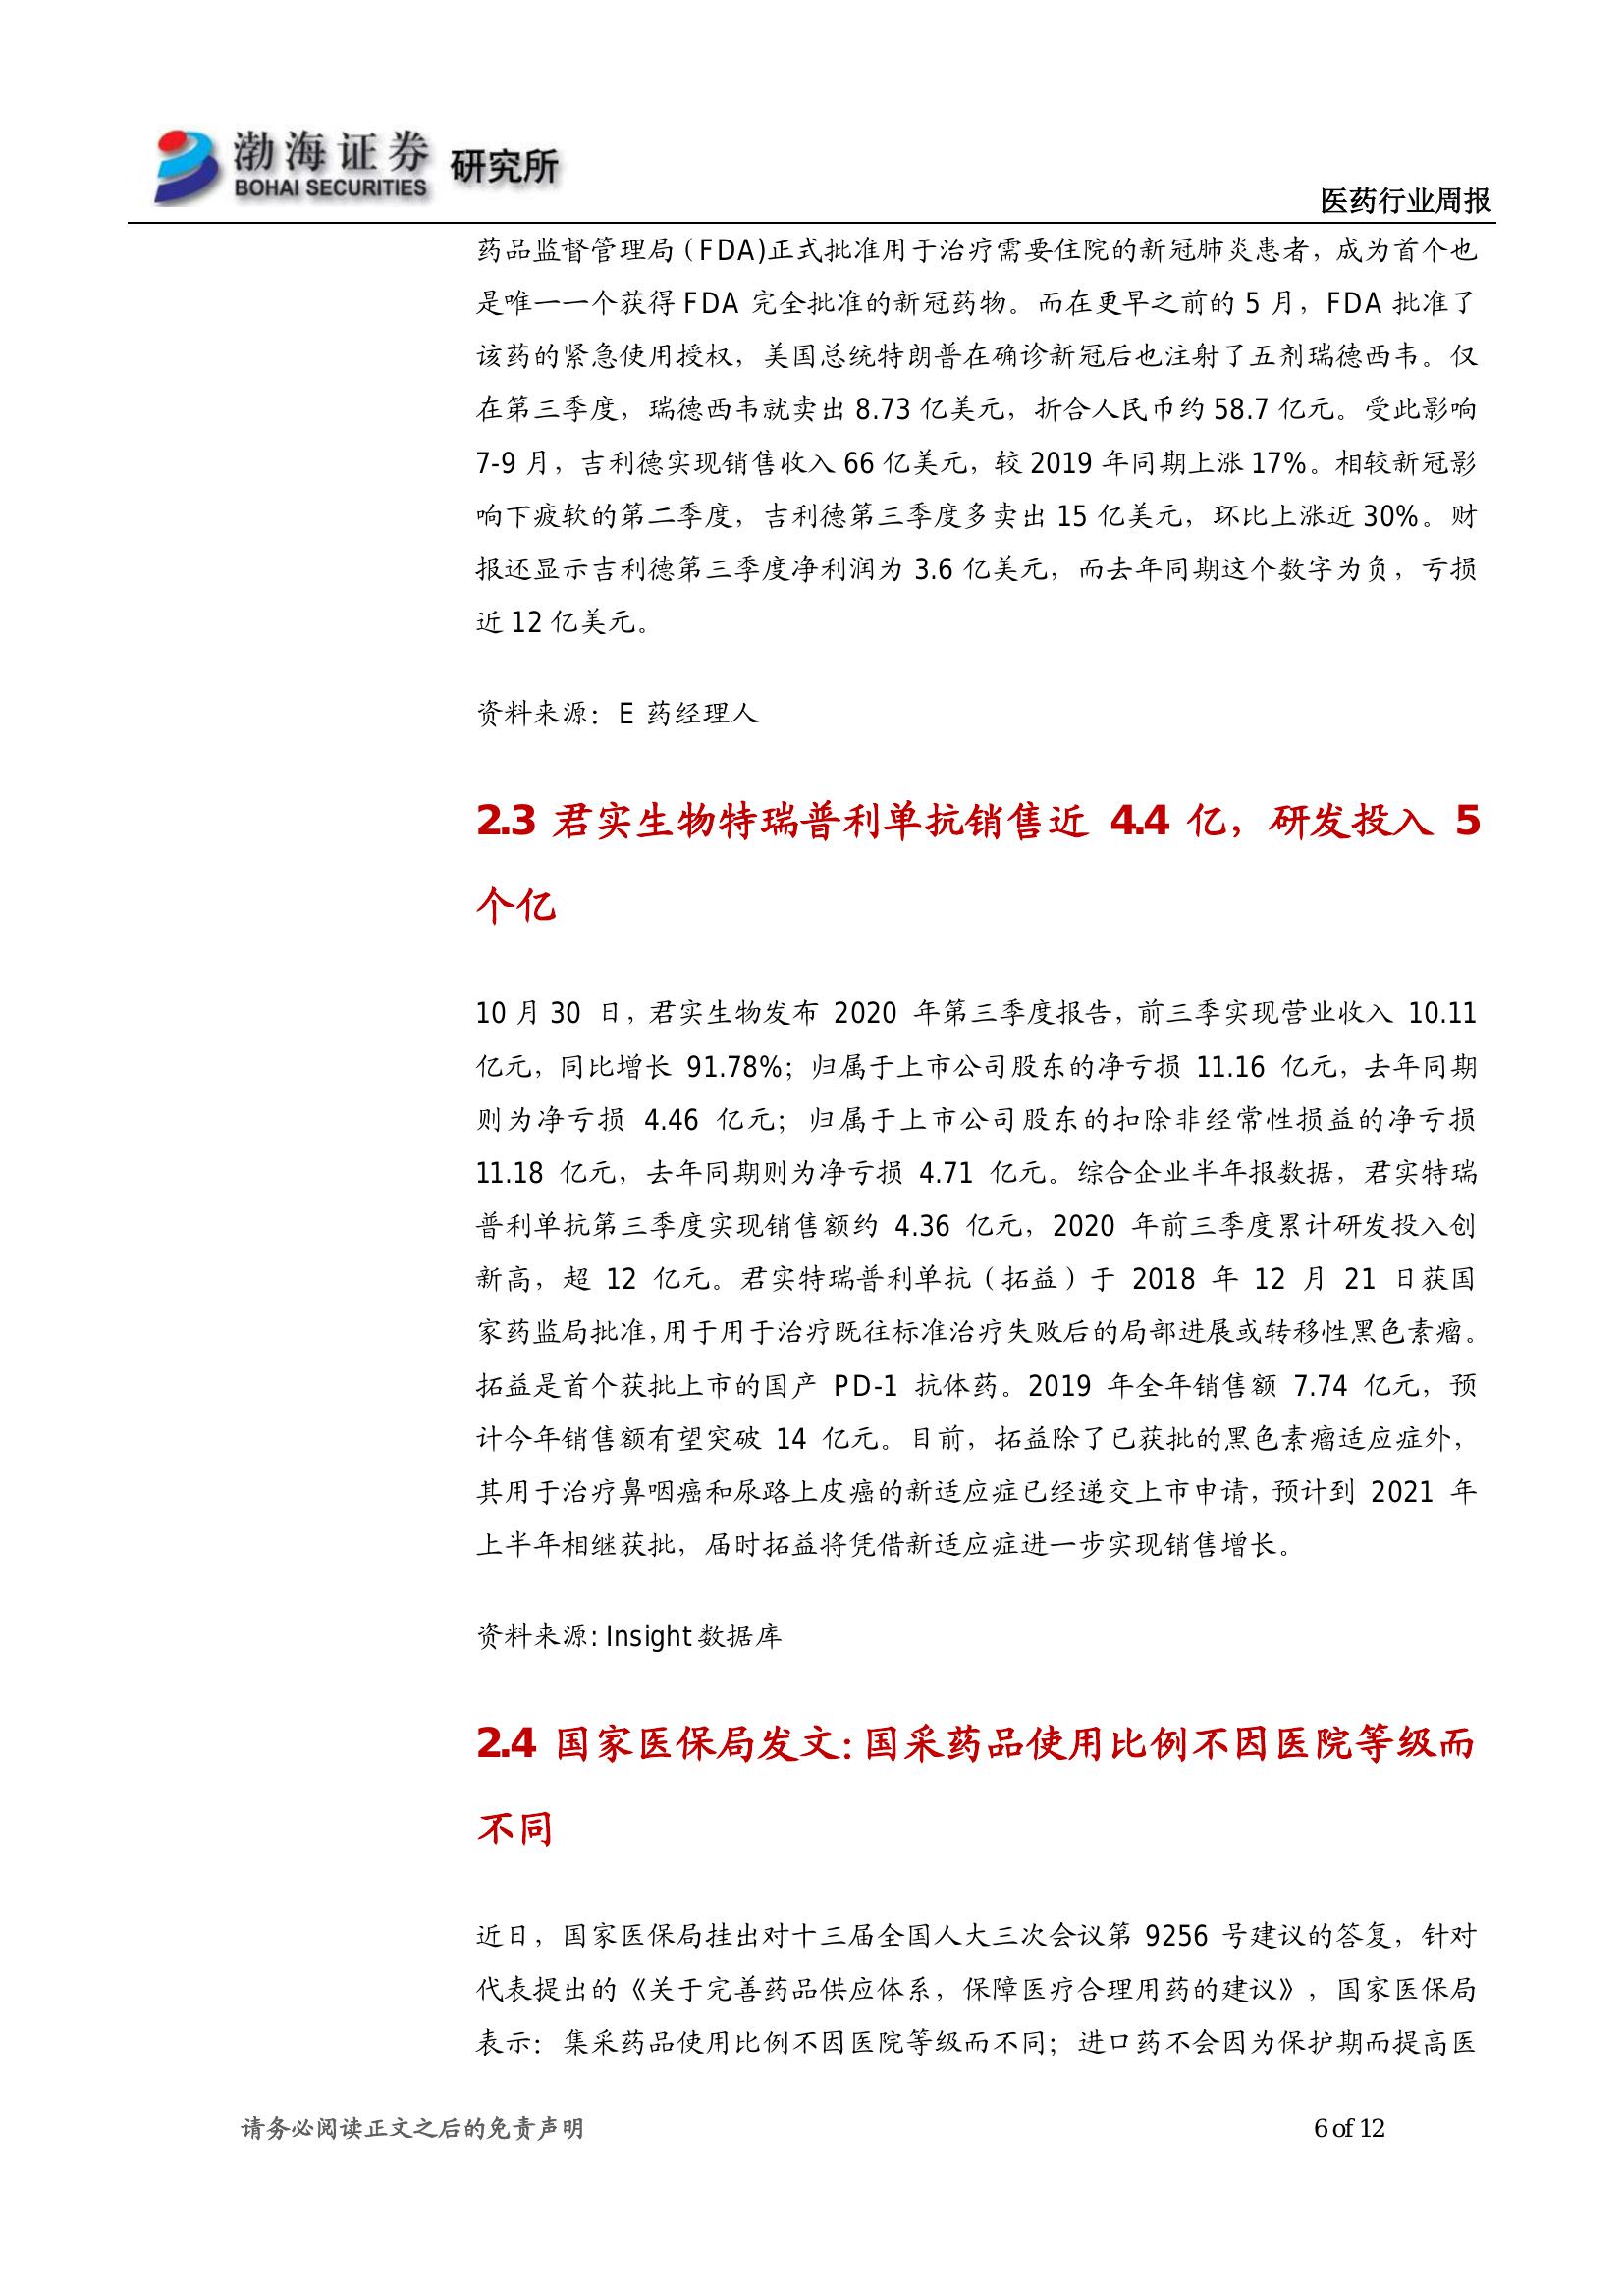 渤海证券
BOHAI SECURITIES
研究所
医药行业周报
药品监督管理局（FDA)正式批准用于治疗需要住院的新冠肺炎患者，成为首个也
是唯一一个获得 FDA 完全批准的新冠药物。而在更早之前的 5 月，FDA 批准了
该药的紧急使用授权，美国总统特朗普在确诊新冠后也注射了五剂瑞德西韦。仅
在第三季度，瑞德西韦就卖出 8.73 亿美元，折合人民币约 58.7 亿元。受此影响
7-9 月，吉利德实现销售收入 66 亿美元，较 2019 年同期上涨 17%。相较新冠影
响下疲软的第二季度，吉利德第三季度多卖出 15 亿美元，环比上涨近 30%。财
报还显示吉利德第三季度净利润为 3.6 亿美元，而去年同期这个数字为负，亏损
近 12 亿美元。
资料来源：E 药经理人
2.3 君实生物特瑞普利单抗销售近 4.4 亿，研发投入 5
个亿
10 月 30 日，君实生物发布 2020 年第三季度报告，前三季实现营业收入 10.11
亿元，同比增长 91.78%；归属于上市公司股东的净亏损 11.16 亿元，去年同期
则为净亏损 4.46 亿元；归属于上市公司股东的扣除非经常性损益的净亏损
11.18 亿元，去年同期则为净亏损 4.71 亿元。综合企业半年报数据，君实特瑞
普利单抗第三季度实现销售额约 4.36 亿元，2020 年前三季度累计研发投入创
新高，超 12 亿元。君实特瑞普利单抗（拓益）于 2018 年 12 月 21 日获国
家药监局批准，用于用于治疗既往标准治疗失败后的局部进展或转移性黑色素瘤。
拓益是首个获批上市的国产 PD-1 抗体药。2019 年全年销售额 7.74 亿元，预
计今年销售额有望突破 14 亿元。目前，拓益除了已获批的黑色素瘤适应症外，
其用于治疗鼻咽癌和尿路上皮癌的新适应症已经递交上市申请，预计到 2021 年
上半年相继获批，届时拓益将凭借新适应症进一步实现销售增长。
资料来源：Insight 数据库
2.4 国家医保局发文：国采药品使用比例不因医院等级而
不同
近日，国家医保局挂出对十三届全国人大三次会议第 9256 号建议的答复，针对
代表提出的《关于完善药品供应体系，保障医疗合理用药的建议》，国家医保局
表示：集采药品使用比例不因医院等级而不同；进口药不会因为保护期而提高医
请务必阅读正文之后的免责声明
6 of 12